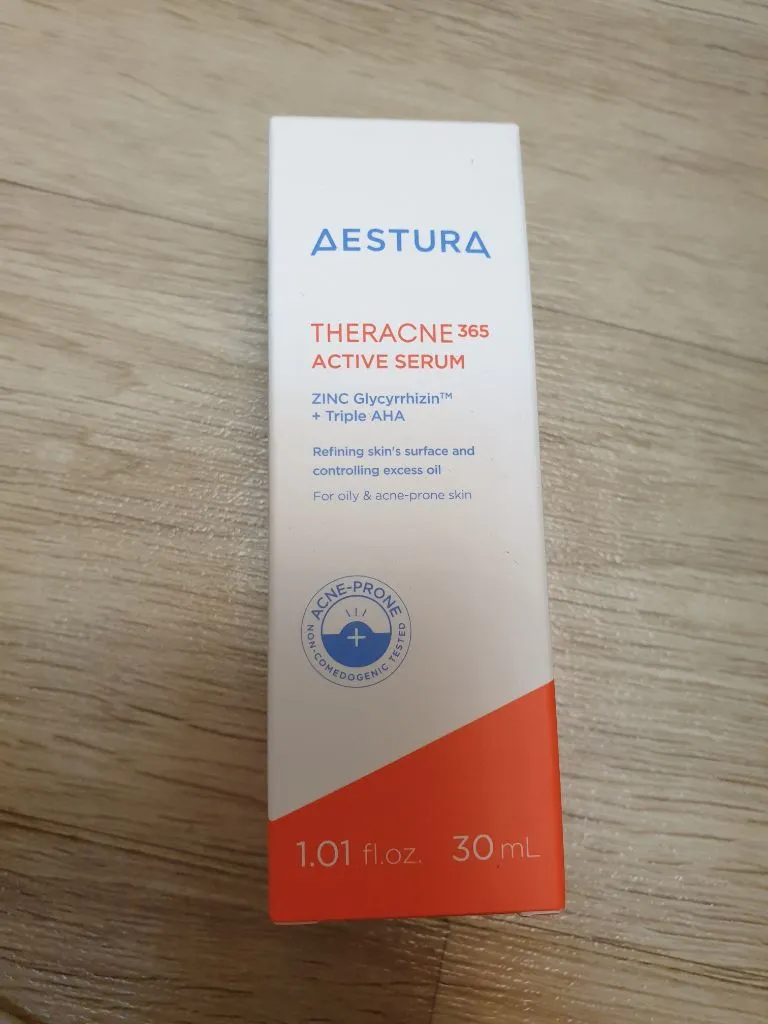 AESTURA
THERACNE 365
ACTIVE SERUM
ZINC Glycyrrhizin™
+ Triple AHA
Refining skin's surface and
controlling excess oil
For oily & acne-prone skin
ACNE-PRONE
NON-COMEDOGENIC TESTED
1.01 fl.oz. 30 mL